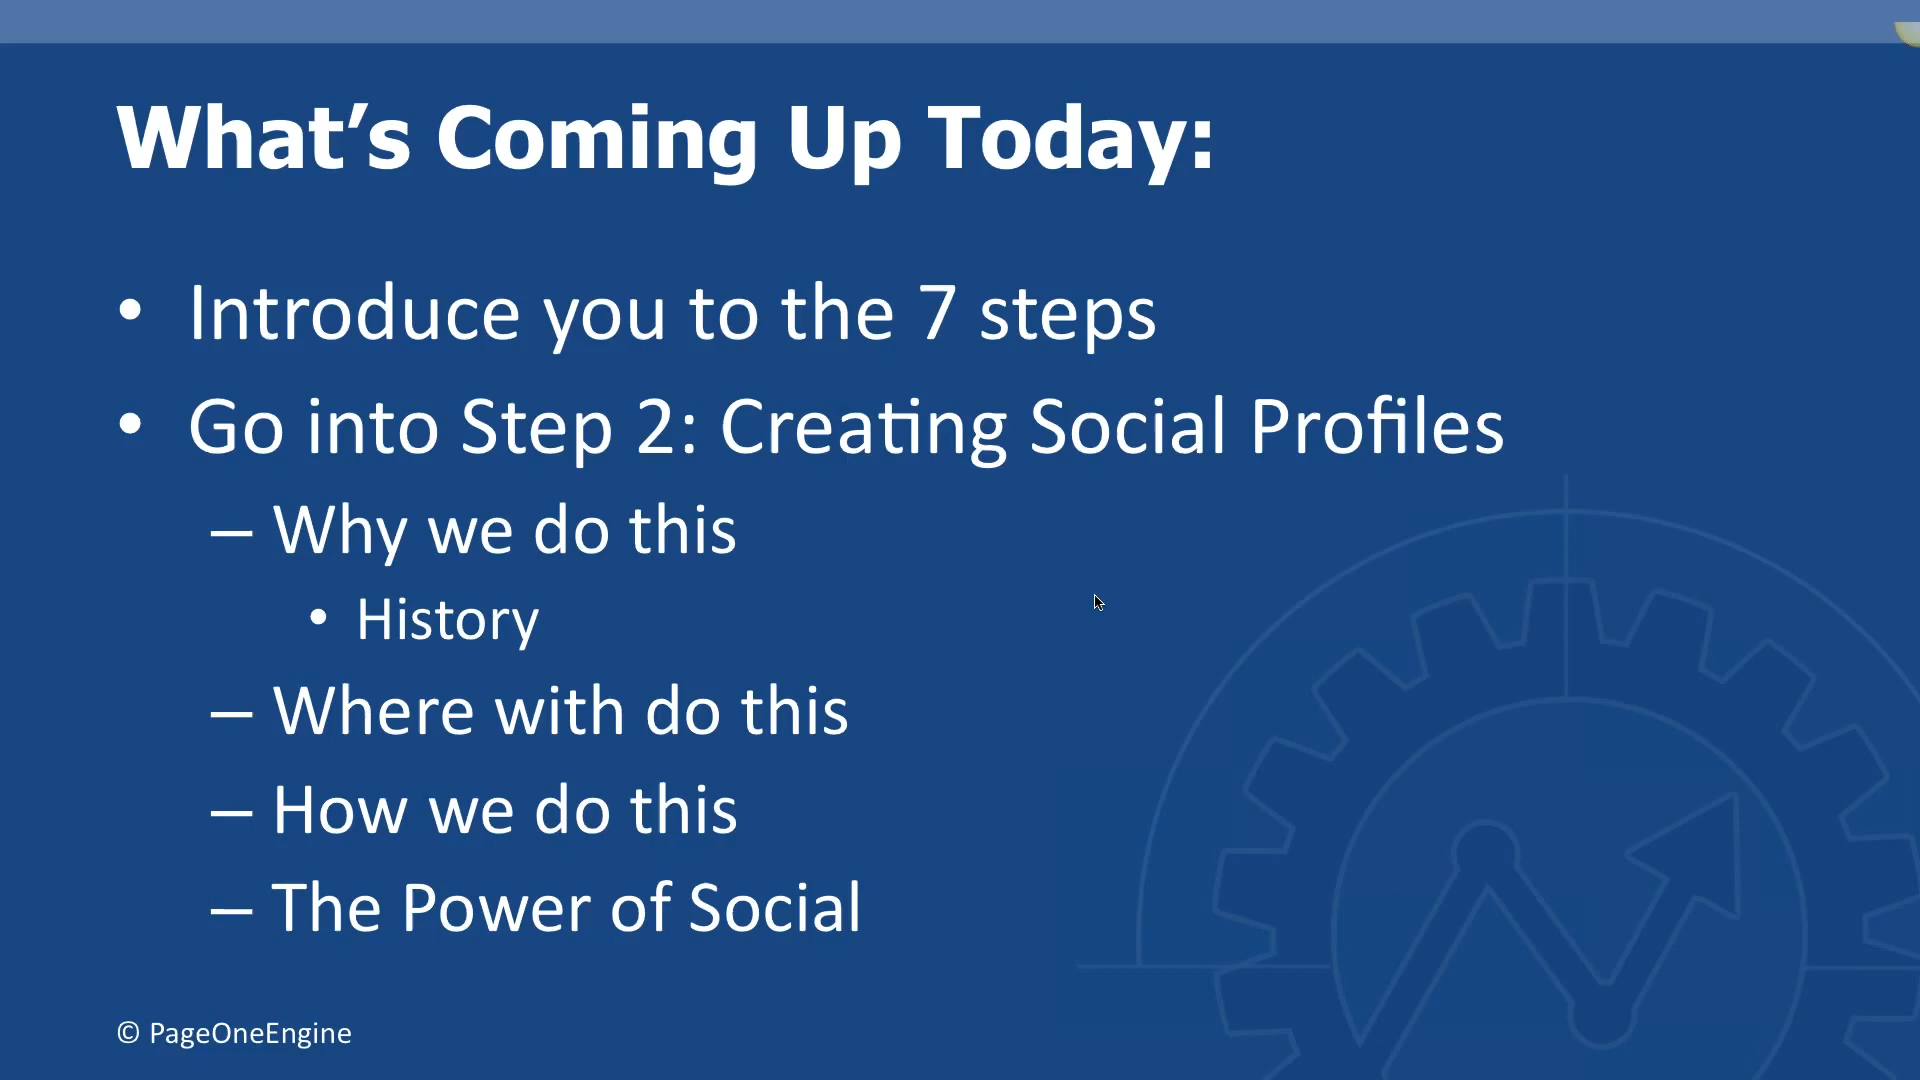 What’s Coming Up Today:
• Introduce you to the 7 steps
• Go into Step 2: Creating Social Profiles
– Why we do this
• History
– Where with do this
– How we do this
– The Power of Social
© PageOneEngine